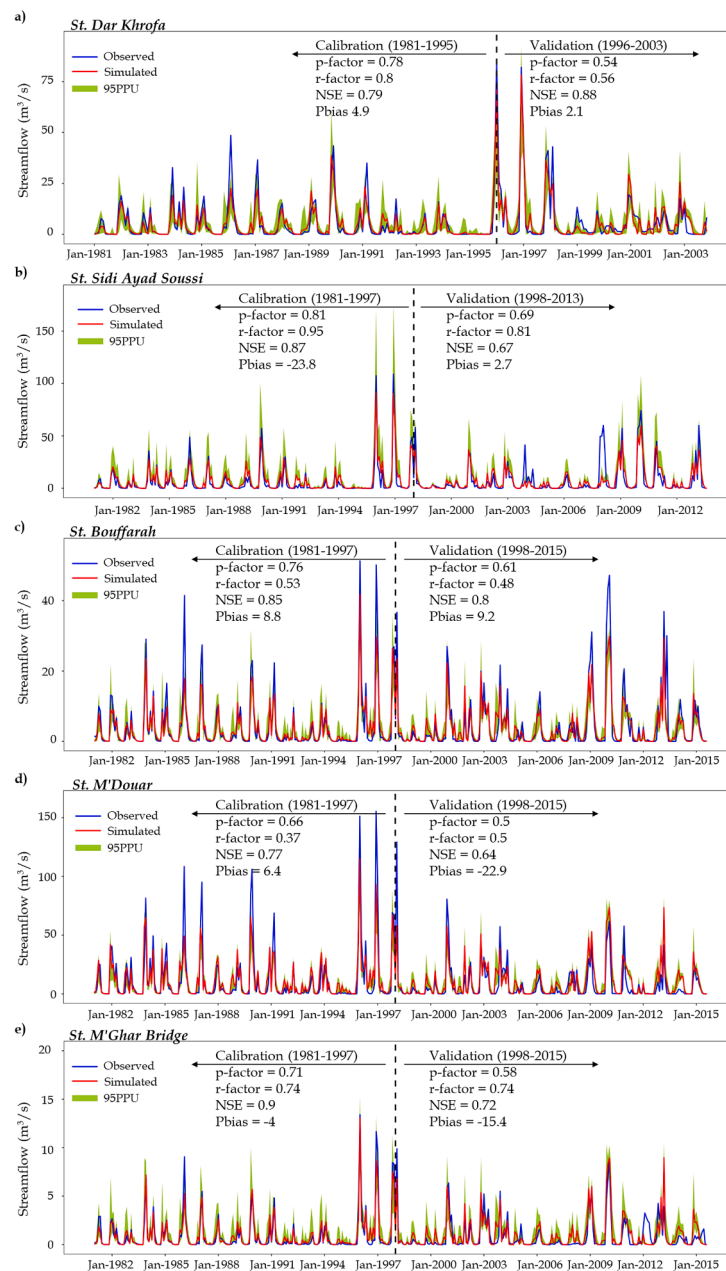 a)
St. Dar Khrofa
Observed
Simulated
95PPU
Calibration (1981-1995)
p-factor = 0.78
r-factor = 0.8
NSE = 0.79
Pbias 4.9
Validation (1996-2003)
p-factor = 0.54
r-factor = 0.56
NSE = 0.88
Pbias 2.1
Streamflow (m³/s)
75
50
25
0
Jan-1981 Jan-1983 Jan-1985 Jan-1987 Jan-1989 Jan-1991 Jan-1993 Jan-1995 Jan-1997 Jan-1999 Jan-2001 Jan-2003
b)
St. Sidi Ayad Soussi
Observed
Simulated
95PPU
Calibration (1981-1997)
p-factor = 0.81
r-factor = 0.95
NSE = 0.87
Pbias = -23.8
Validation (1998-2013)
p-factor = 0.69
r-factor = 0.81
NSE = 0.67
Pbias = 2.7
Streamflow (m³/s)
150
100
50
0
Jan-1982 Jan-1985 Jan-1988 Jan-1991 Jan-1994 Jan-1997 Jan-2000 Jan-2003 Jan-2006 Jan-2009 Jan-2012
c)
St. Bouffarah
Observed
Simulated
95PPU
Calibration (1981-1997)
p-factor = 0.76
r-factor = 0.53
NSE = 0.85
Pbias = 8.8
Validation (1998-2015)
p-factor = 0.61
r-factor = 0.48
NSE = 0.8
Pbias = 9.2
Streamflow (m³/s)
40
20
0
Jan-1982 Jan-1985 Jan-1988 Jan-1991 Jan-1994 Jan-1997 Jan-2000 Jan-2003 Jan-2006 Jan-2009 Jan-2012 Jan-2015
d)
St. M'Douar
Observed
Simulated
95PPU
Calibration (1981-1997)
p-factor = 0.66
r-factor = 0.37
NSE = 0.77
Pbias = 6.4
Validation (1998-2015)
p-factor = 0.5
r-factor = 0.5
NSE = 0.64
Pbias = -22.9
Streamflow (m³/s)
150
100
50
0
Jan-1982 Jan-1985 Jan-1988 Jan-1991 Jan-1994 Jan-1997 Jan-2000 Jan-2003 Jan-2006 Jan-2009 Jan-2012 Jan-2015
e)
St. M'Ghar Bridge
Observed
Simulated
95PPU
Calibration (1981-1997)
p-factor = 0.71
r-factor = 0.74
NSE = 0.9
Pbias = -4
Validation (1998-2015)
p-factor = 0.58
r-factor = 0.74
NSE = 0.72
Pbias = -15.4
Streamflow (m³/s)
20
15
10
5
0
Jan-1982 Jan-1985 Jan-1988 Jan-1991 Jan-1994 Jan-1997 Jan-2000 Jan-2003 Jan-2006 Jan-2009 Jan-2012 Jan-2015